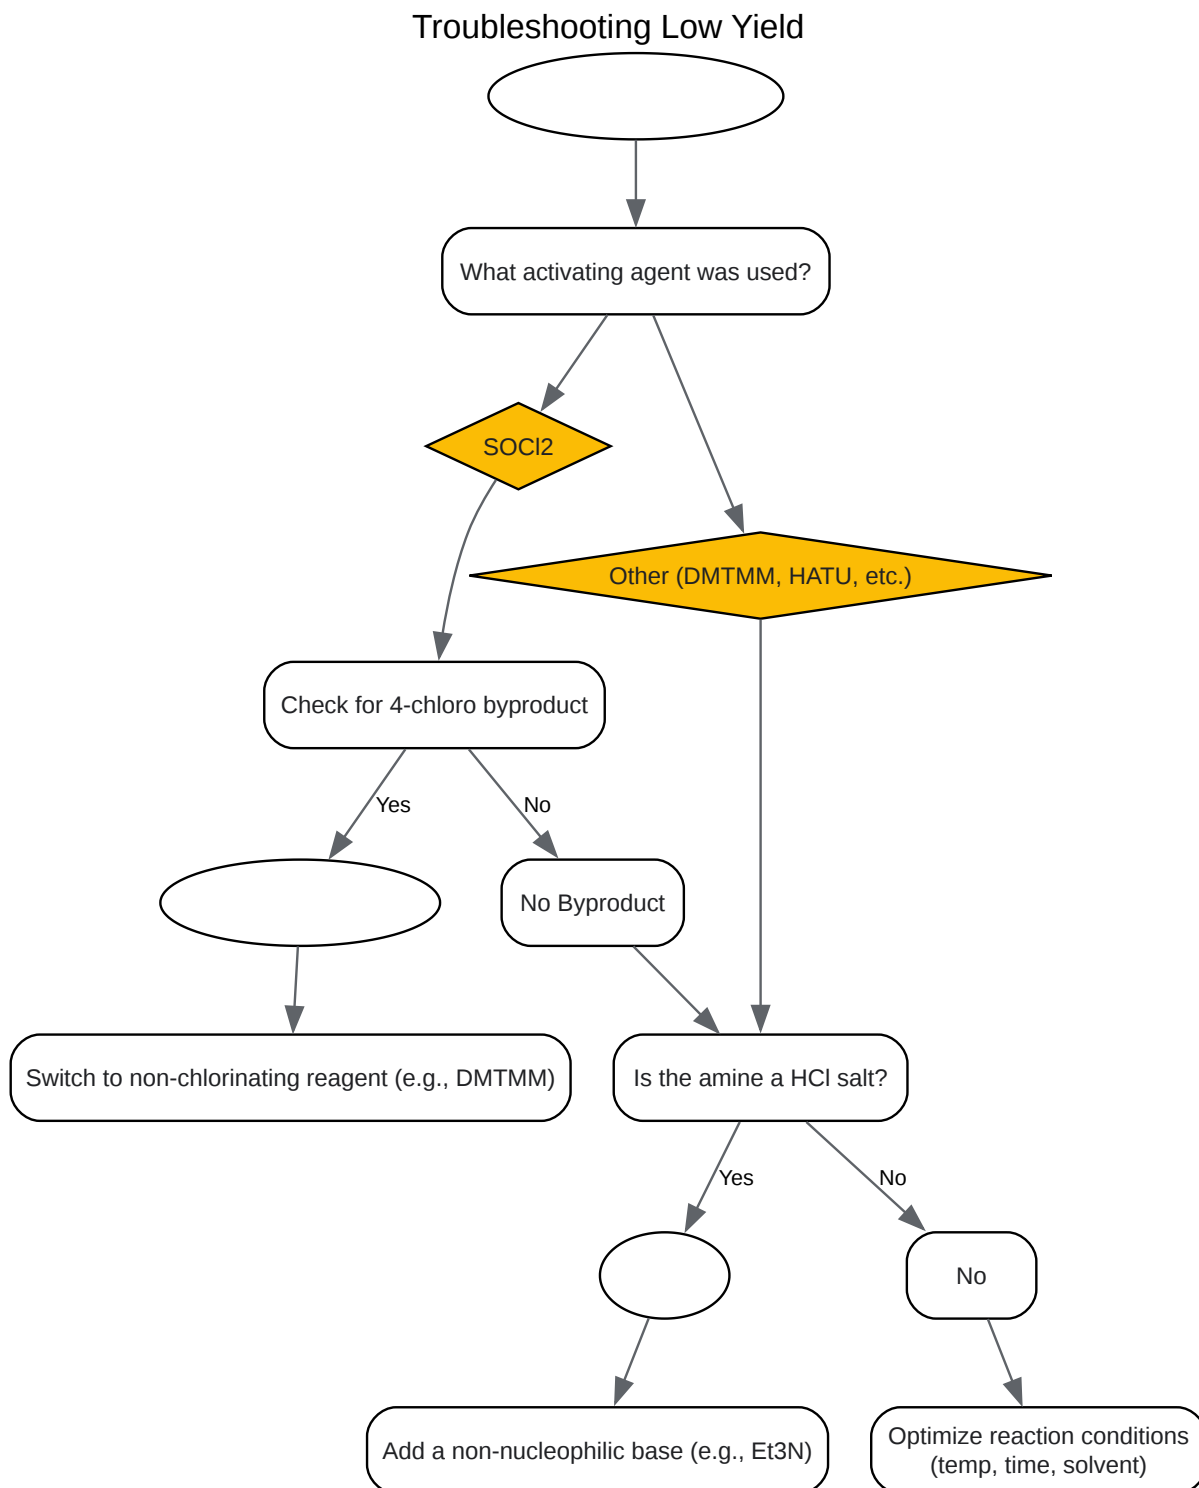 Troubleshooting Low Yield
What activating agent was used?
SOCl2
Other (DMTMM, HATU, etc.)
Check for 4-chloro byproduct
Yes
No
No Byproduct
Switch to non-chlorinating reagent (e.g., DMTMM)
Is the amine a HCl salt?
Yes
No
No
Add a non-nucleophilic base (e.g., Et3N)
Optimize reaction conditions
(temp, time, solvent)